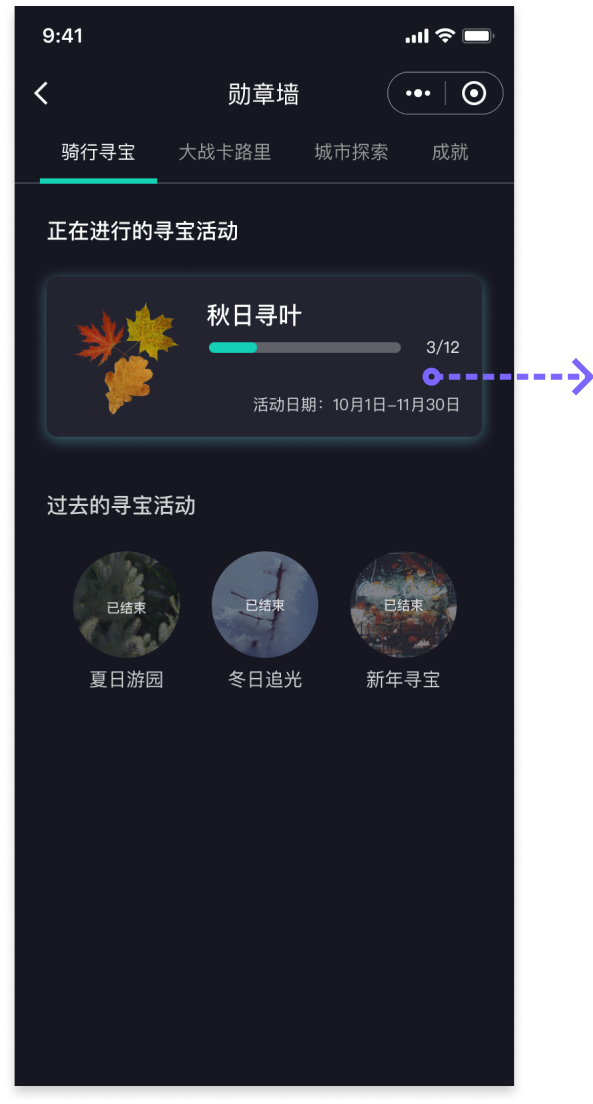 9:41
勋章墙
骑行寻宝 大战卡路里 城市探索 成就
正在进行的寻宝活动
秋日寻叶
3/12
活动日期：10月1日-11月30日
过去的寻宝活动
已结束 已结束 已结束
夏日游园 冬日追光 新年寻宝